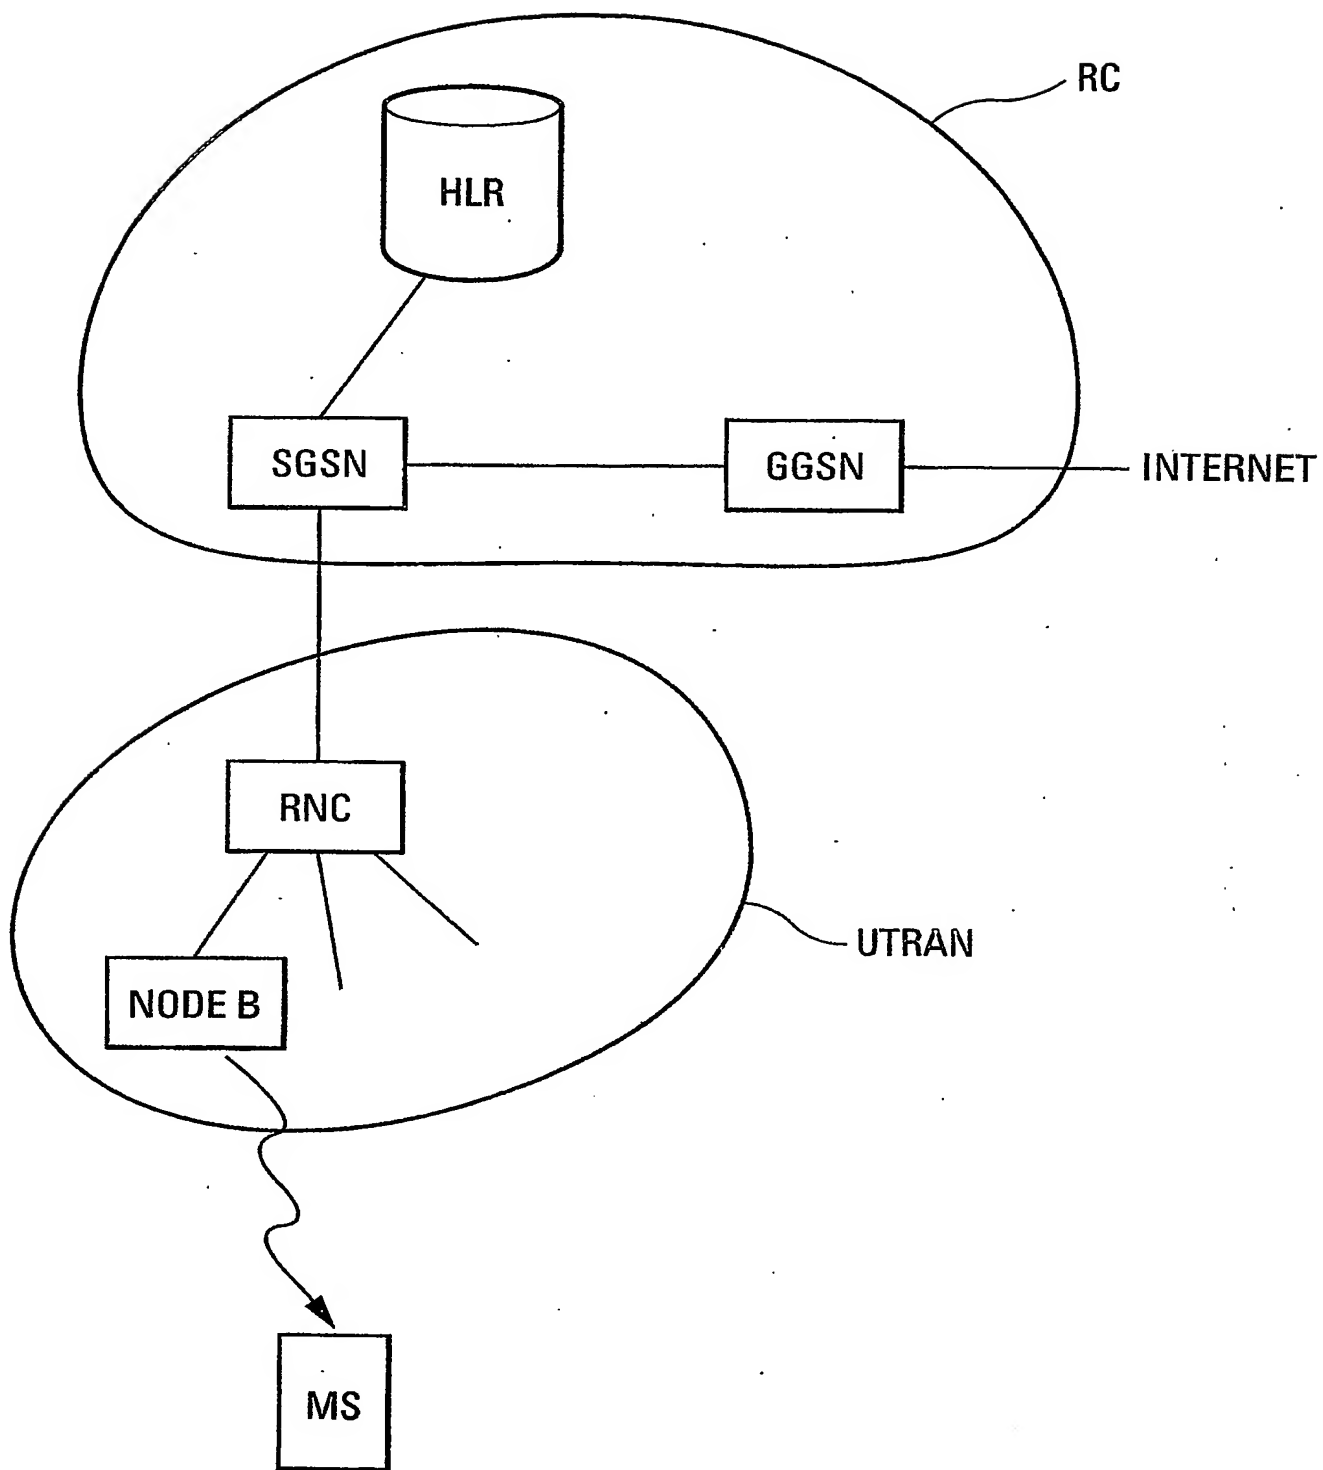 RC
HLR
SGSN
GGSN
INTERNET
RNC
UTRAN
NODE B
MS